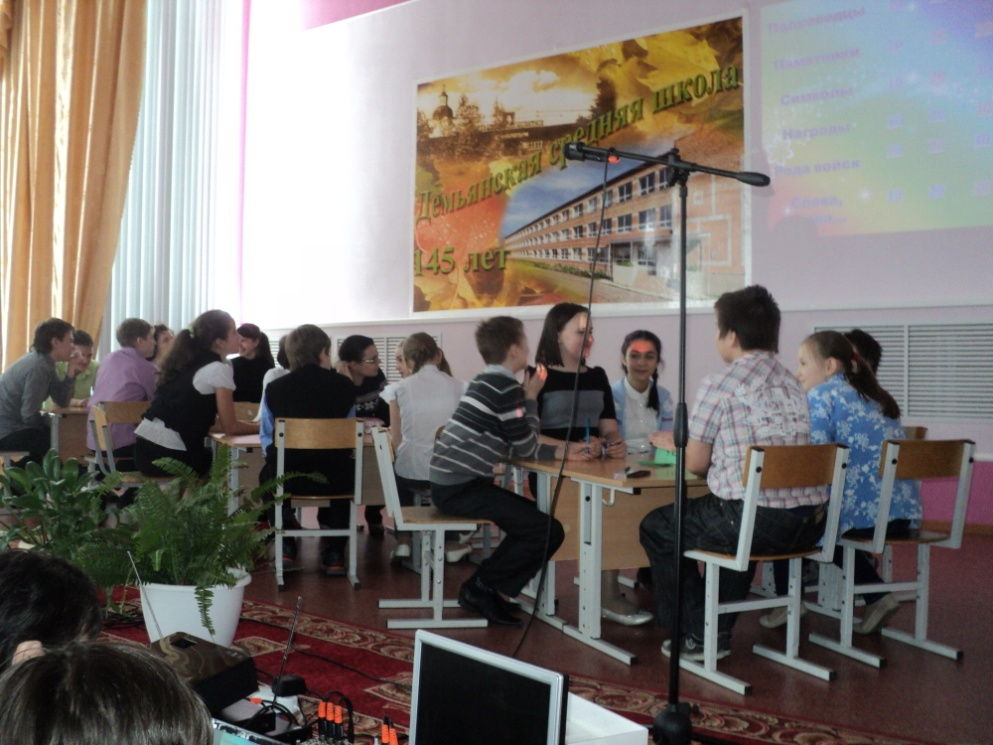 Демьянская средняя школа
145 лет
Полководцы
Памятники
Символы
Награды
Рода войск